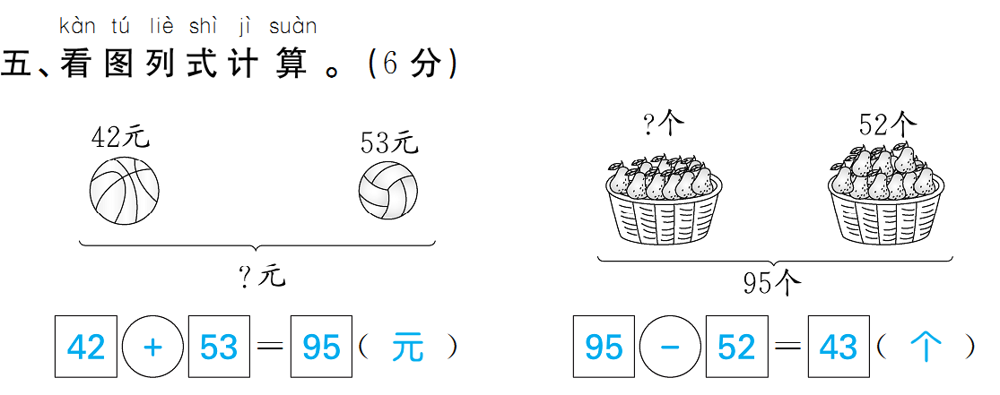 kàn tú liè shì jì suàn
五、看图列式计算。(6分)
42元 53元
?元
42 + 53 = 95 ( 元 )
?个 52个
95个
95 - 52 = 43 ( 个 )